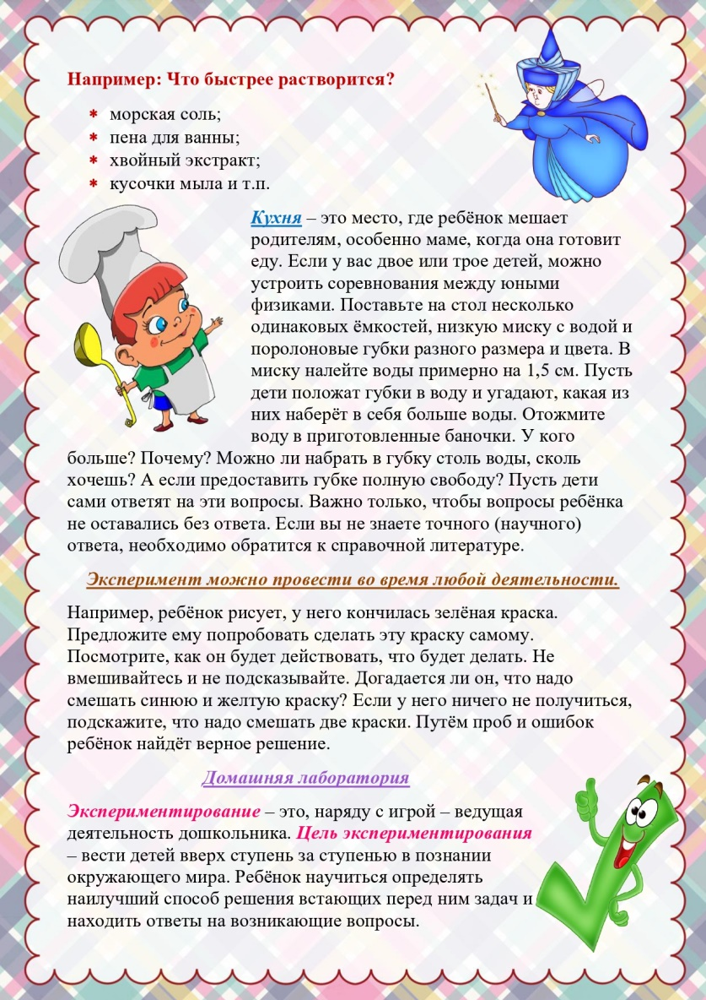 Например: Что быстрее растворится?
* морская соль;
* пена для ванны;
* хвойный экстракт;
* кусочки мыла и т.п.
Кухня – это место, где ребёнок мешает
родителям, особенно маме, когда она готовит
еду. Если у вас двое или трое детей, можно
устроить соревнования между юными
физиками. Поставьте на стол несколько
одинаковых ёмкостей, низкую миску с водой и
поролоновые губки разного размера и цвета. В
миску налейте воды примерно на 1,5 см. Пусть
дети положат губки в воду и угадают, какая из
них наберёт в себя больше воды. Отожмите
воду в приготовленные баночки. У кого
больше? Почему? Можно ли набрать в губку столь воды, сколь
хочешь? А если предоставить губке полную свободу? Пусть дети
сами ответят на эти вопросы. Важно только, чтобы вопросы ребёнка
не оставались без ответа. Если вы не знаете точного (научного)
ответа, необходимо обратится к справочной литературе.
Эксперимент можно провести во время любой деятельности.
Например, ребёнок рисует, у него кончилась зелёная краска.
Предложите ему попробовать сделать эту краску самому.
Посмотрите, как он будет действовать, что будет делать. Не
вмешивайтесь и не подсказывайте. Догадается ли он, что надо
смешать синюю и желтую краску? Если у него ничего не получиться,
подскажите, что надо смешать две краски. Путём проб и ошибок
ребёнок найдёт верное решение.
Домашняя лаборатория
Экспериментирование – это, наряду с игрой – ведущая
деятельность дошкольника. Цель экспериментирования
– вести детей вверх ступень за ступенью в познании
окружающего мира. Ребёнок научиться определять
наилучший способ решения встающих перед ним задач и
находить ответы на возникающие вопросы.